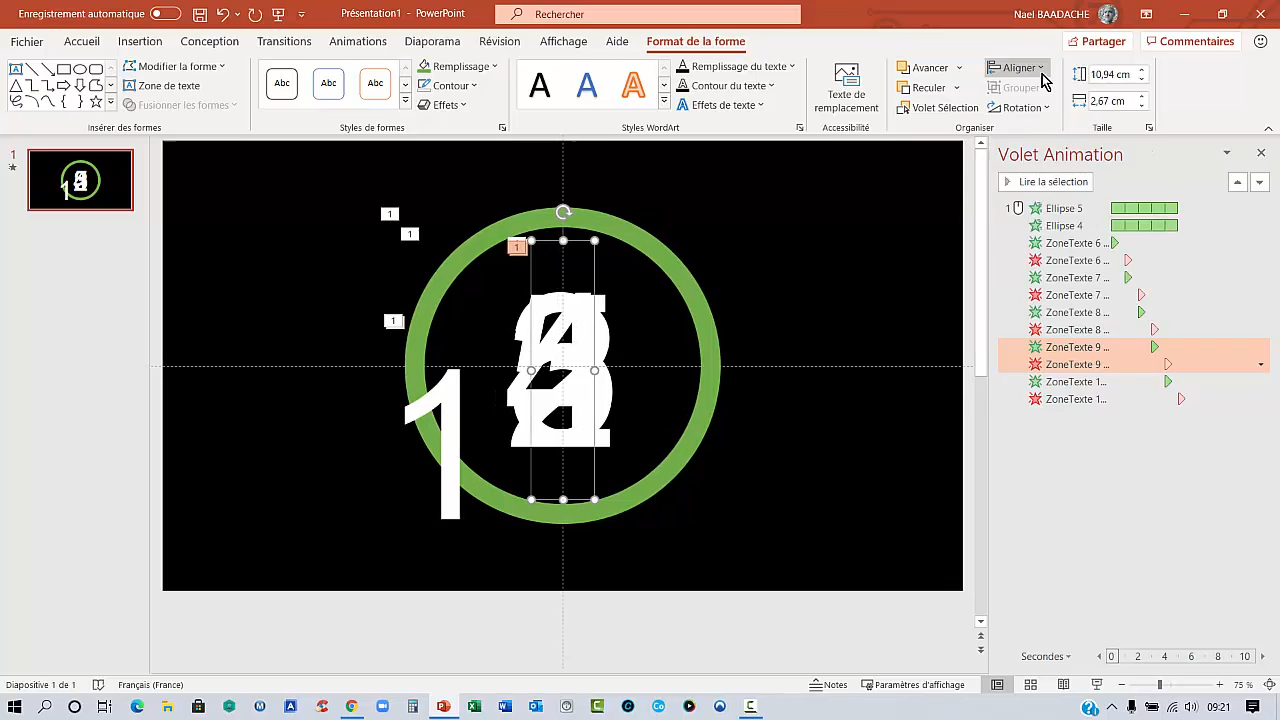 Enregistrement automatique
Présentation1 - PowerPoint
Rechercher
Nael BAADACHE
Fichier Accueil Insertion Conception Transitions Animations Diaporama Révision Affichage Aide Format de la forme
Partager Commentaires
Modifier la forme
Zone de texte
Fusionner les formes
Insérer des formes
Abc Abc Abc
Remplissage
Contour
Effets
Styles de formes
A A A
Remplissage du texte
Contour du texte
Effets de texte
Styles WordArt
Texte de
remplacement
Accessibilité
Avancer
Reculer
Volet Sélection
Aligner
Grouper
Rotation
Organiser
10,94 cm
2,67 cm
Taille
1
1
1
1
1
1
Volet Animation
Lire la sélection
1
Ellipse 5
Ellipse 4
ZoneTexte 6 ...
ZoneTexte 6 ...
ZoneTexte 7 ...
ZoneTexte 7 ...
ZoneTexte 8 ...
ZoneTexte 8 ...
ZoneTexte 9 ...
ZoneTexte 9 ...
ZoneTexte 1...
ZoneTexte 1...
Secondes 0 2 4 6 8 10
Diapositive 1 de 1 Français (France)
Notes Paramètres d'affichage 75 %
09:21